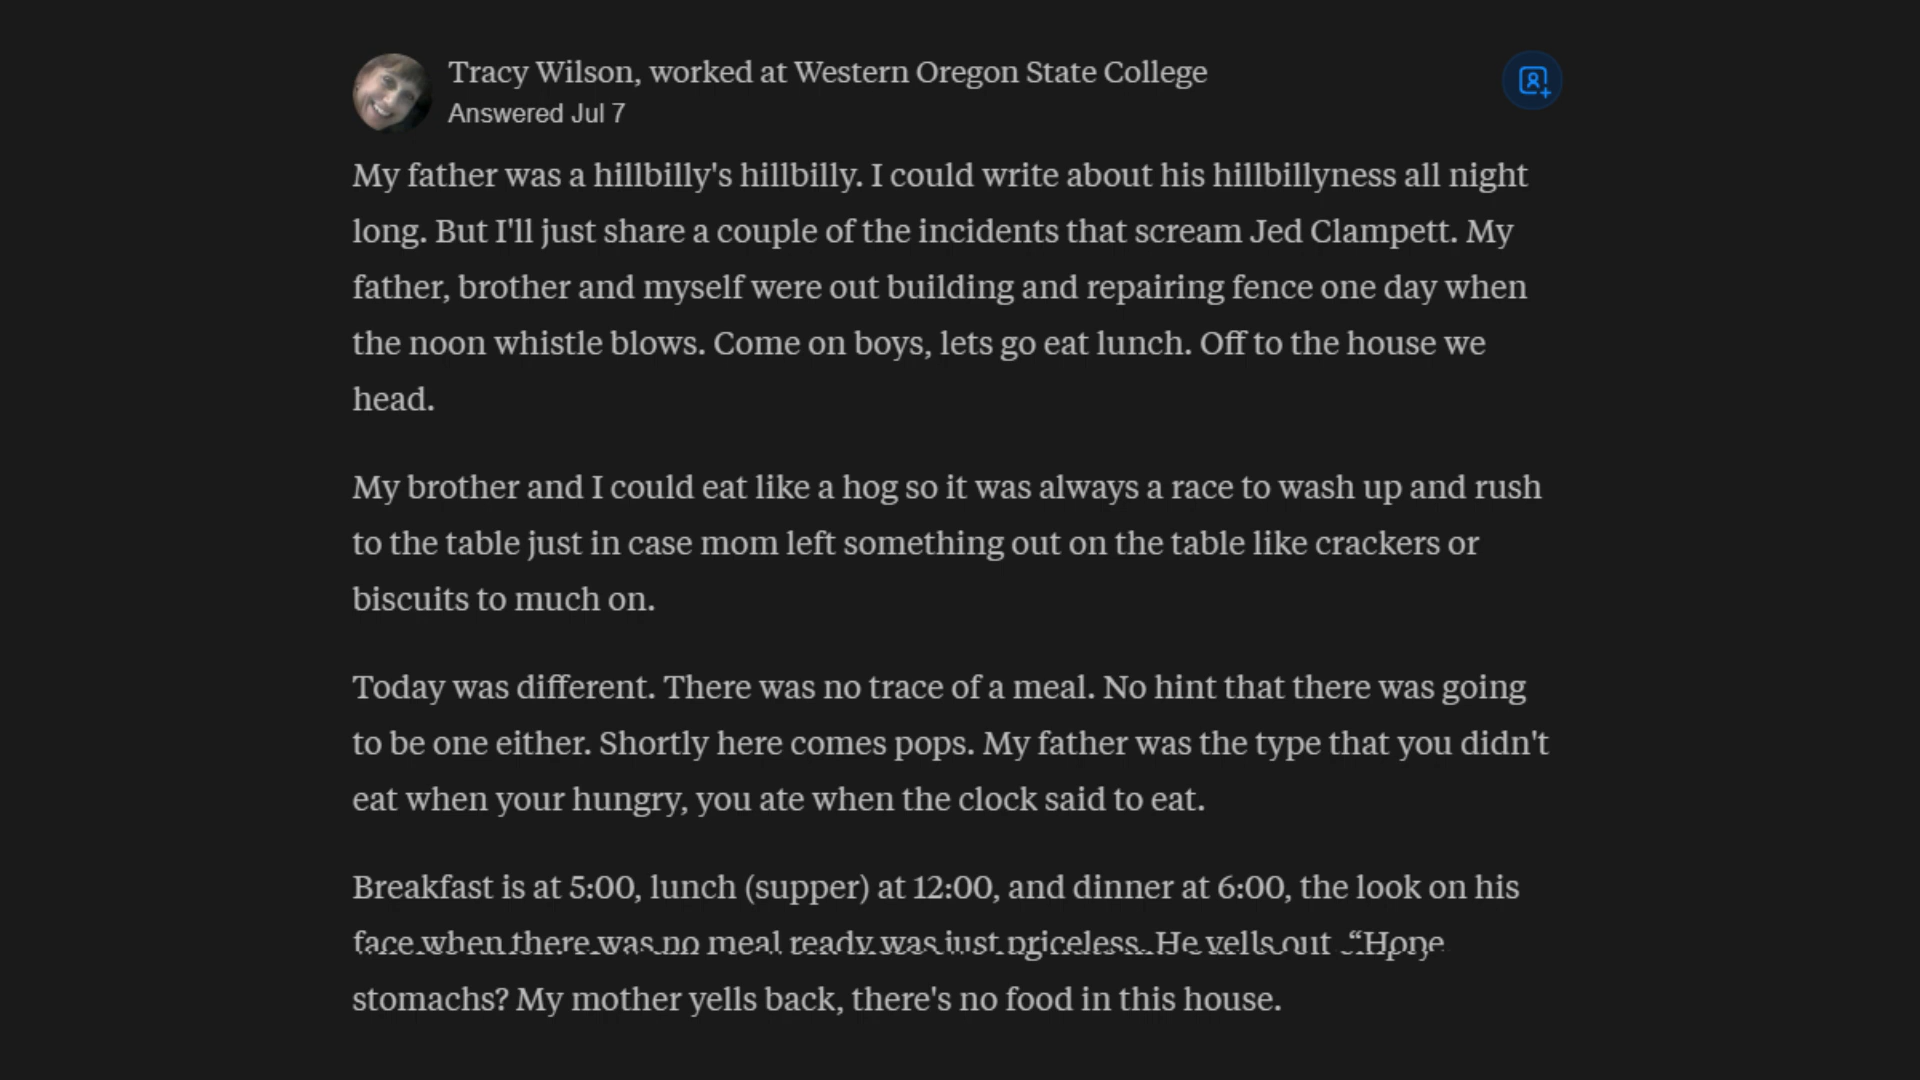 Tracy Wilson, worked at Western Oregon State College
Answered Jul 7
My father was a hillbilly's hillbilly. I could write about his hillbillyness all night
long. But I'll just share a couple of the incidents that scream Jed Clampett. My
father, brother and myself were out building and repairing fence one day when
the noon whistle blows. Come on boys, lets go eat lunch. Off to the house we
head.
My brother and I could eat like a hog so it was always a race to wash up and rush
to the table just in case mom left something out on the table like crackers or
biscuits to much on.
Today was different. There was no trace of a meal. No hint that there was going
to be one either. Shortly here comes pops. My father was the type that you didn't
eat when your hungry, you ate when the clock said to eat.
Breakfast is at 5:00, lunch (supper) at 12:00, and dinner at 6:00, the look on his
face when there was no meal ready was just priceless. He yells out “
stomachs? My mother yells back, there's no food in this house.